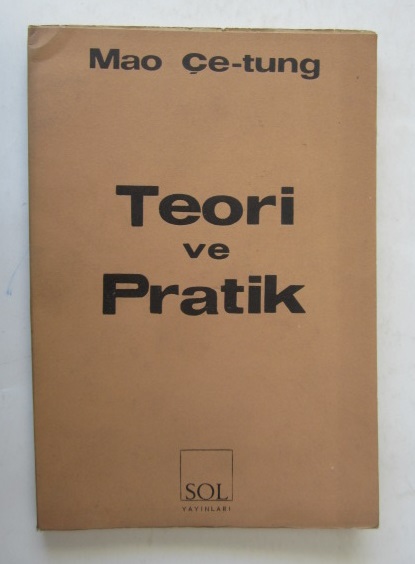 Mao Çe-tung
Teori
ve
Pratik
SOL
YAYINLARI